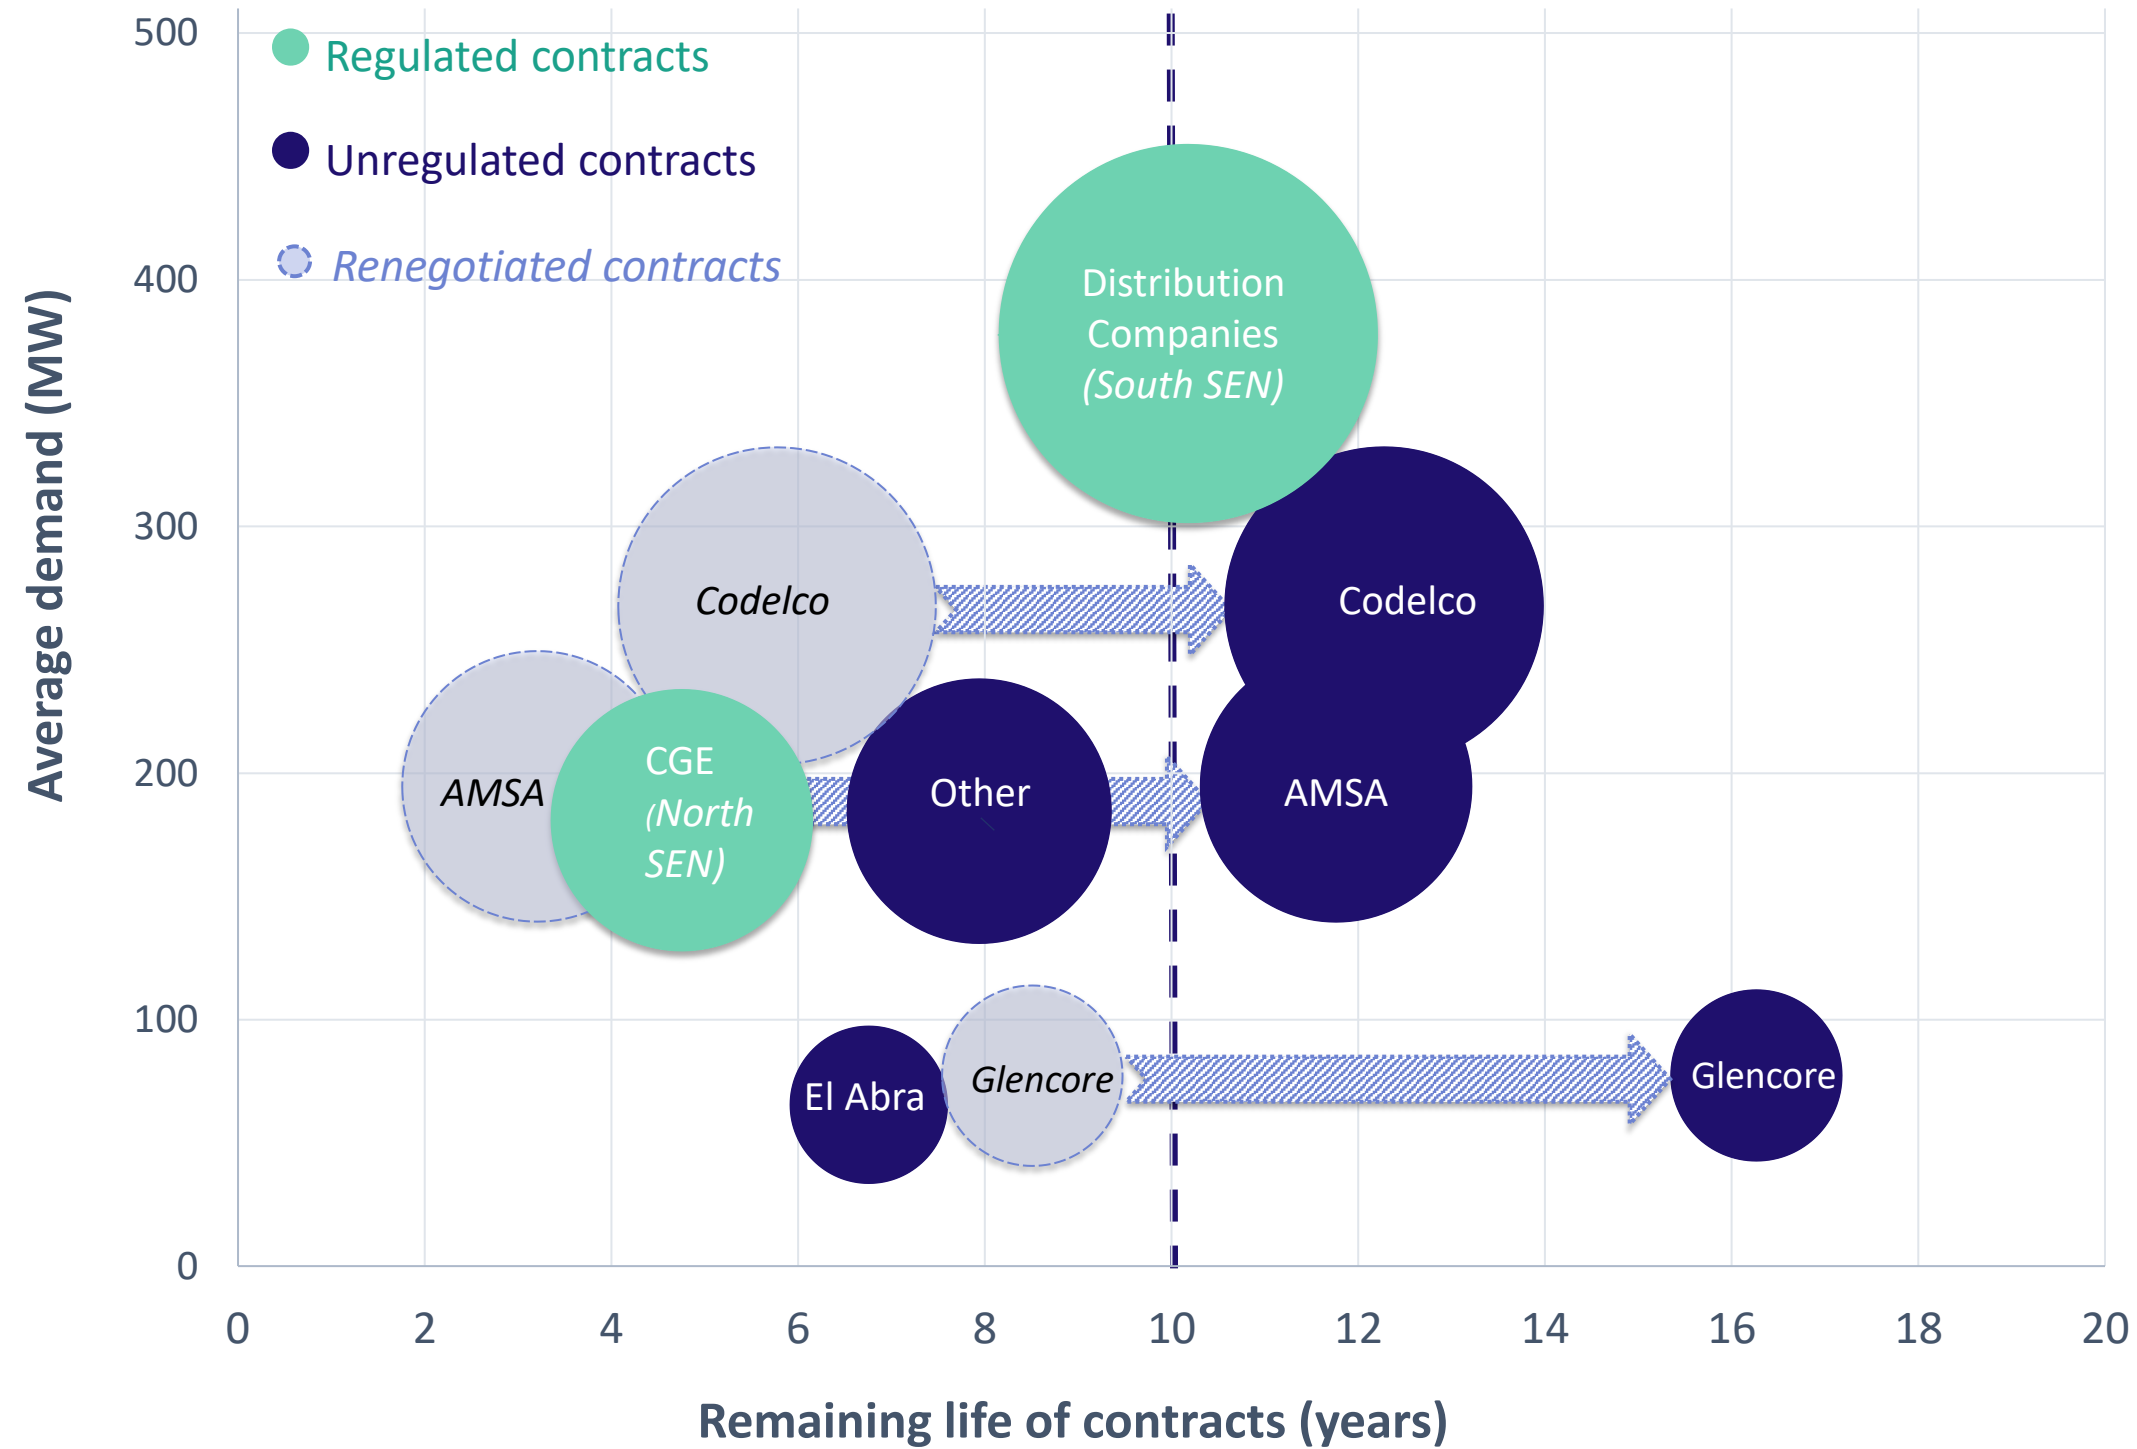 500
Regulated contracts
Unregulated contracts
Renegotiated contracts
400
300
200
100
0
Average demand (MW)
Distribution
Companies
(South SEN)
Codelco
Codelco
AMSA
CGE
(North
SEN)
Other
AMSA
El Abra
Glencore
Glencore
0 2 4 6 8 10 12 14 16 18 20
Remaining life of contracts (years)